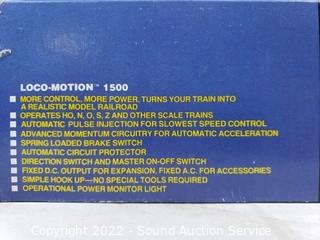 LOCO-MOTION™ 1500
■ MORE CONTROL, MORE POWER, TURNS YOUR TRAIN INTO
A REALISTIC MODEL RAILROAD
■ OPERATES HO, N, O, S, Z AND OTHER SCALE TRAINS
■ AUTOMATIC PULSE INJECTION FOR SLOWEST SPEED CONTROL
■ ADVANCED MOMENTUM CIRCUITRY FOR AUTOMATIC ACCELERATION
■ SPRING LOADED BRAKE SWITCH
■ AUTOMATIC CIRCUIT PROTECTOR
■ DIRECTION SWITCH AND MASTER ON-OFF SWITCH
■ FIXED D.C. OUTPUT FOR EXPANSION, FIXED A.C. FOR ACCESSORIES
■ SIMPLE HOOK UP—NO SPECIAL TOOLS REQUIRED
■ OPERATIONAL POWER MONITOR LIGHT
Copyright 2022 - Sound Auction Service